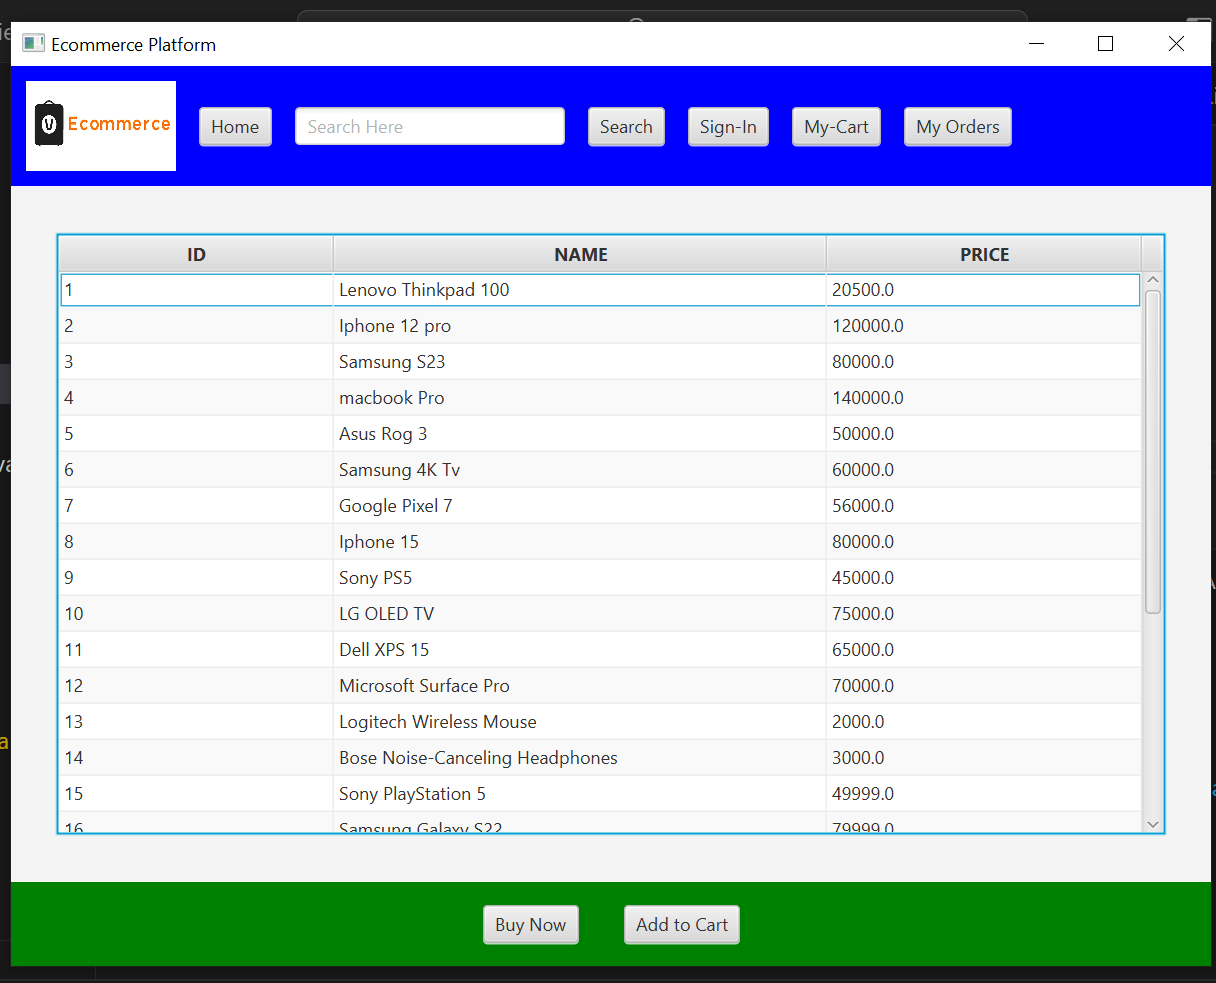 Ecommerce Platform
V Ecommerce Home Search Here Search Sign-In My-Cart My Orders
ID NAME PRICE
1 Lenovo Thinkpad 100 20500.0
2 Iphone 12 pro 120000.0
3 Samsung S23 80000.0
4 macbook Pro 140000.0
5 Asus Rog 3 50000.0
6 Samsung 4K Tv 60000.0
7 Google Pixel 7 56000.0
8 Iphone 15 80000.0
9 Sony PS5 45000.0
10 LG OLED TV 75000.0
11 Dell XPS 15 65000.0
12 Microsoft Surface Pro 70000.0
13 Logitech Wireless Mouse 2000.0
14 Bose Noise-Canceling Headphones 3000.0
15 Sony PlayStation 5 49999.0
16 Samsung Galaxy S22 79999.0
Buy Now Add to Cart